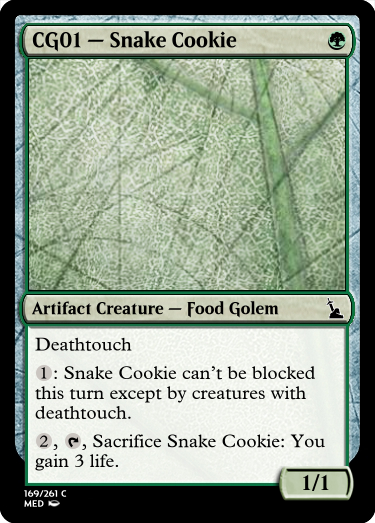 CG01 — Snake Cookie
Artifact Creature — Food Golem
Deathtouch
1: Snake Cookie can't be blocked
this turn except by creatures with
deathtouch.
2, , Sacrifice Snake Cookie: You
gain 3 life.
1/1
169/261 C
MED